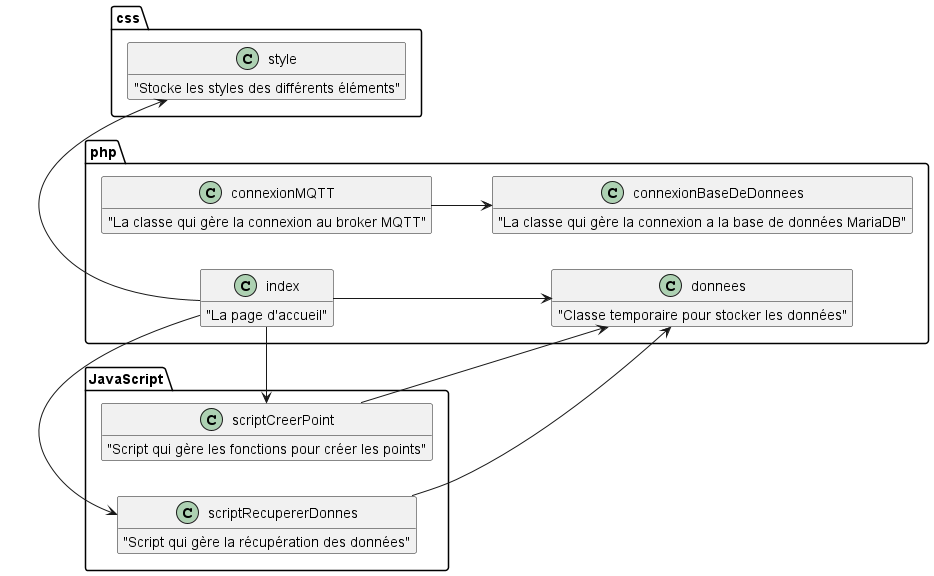 css
C style
"Stocke les styles des différents éléments"
php
C connexionMQTT
"La classe qui gère la connexion au broker MQTT"
C connexionBaseDeDonnees
"La classe qui gère la connexion a la base de données MariaDB"
C index
"La page d'accueil"
C donnees
"Classe temporaire pour stocker les données"
JavaScript
C scriptCreerPoint
"Script qui gère les fonctions pour créer les points"
C scriptRecupererDonnes
"Script qui gère la récupération des données"